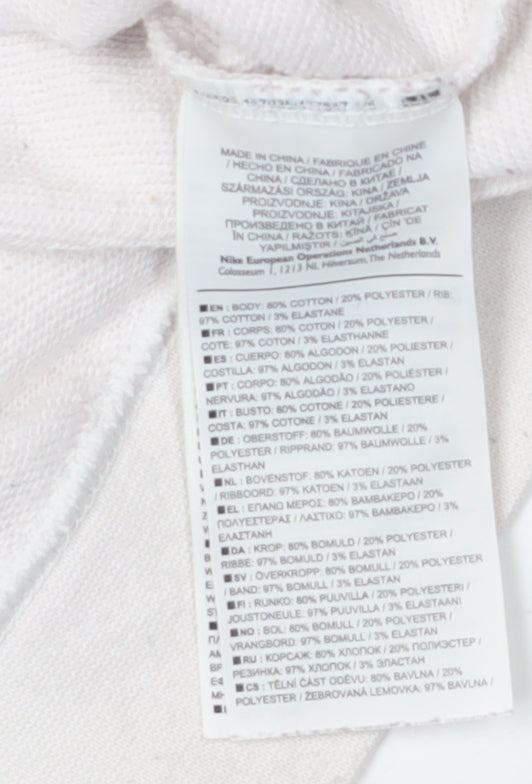 MADE IN CHINA / FABRIQUE EN CHINE
/ HECHO EN CHINA / FABRICADO NA
CHINA / СДЕЛАНО В КИТАЕ /
SZÁRMAZÁSI ORSZÁG: KÍNA / ZEMLJA
PROIZVODNJE: KINA / DRŽAVA
PROIZVODNJE: KITAJSKA /
ПРОИЗВЕДЕНО В КИТАЙ / FABRICAT
ÎN CHINA / RAŽOTS: ĶĪNĀ / ÇİN 'DE
YAPILMIŞTIR / صنع في الصين
Nike European Operations Netherlands B.V.
Colosseum 1, 1213 NL Hilversum, The Netherlands
EN : BODY: 80% COTTON / 20% POLYESTER / RIB:
97% COTTON / 3% ELASTANE
FR : CORPS: 80% COTON / 20% POLYESTER /
COTE: 97% COTON / 3% ELASTHANNE
ES : CUERPO: 80% ALGODON / 20% POLIESTER /
COSTILLA: 97% ALGODON / 3% ELASTAN
PT : CORPO: 80% ALGODÃO / 20% POLIÉSTER /
NERVURA: 97% ALGODÃO / 3% ELASTANO
IT : BUSTO: 80% COTONE / 20% POLIESTERE /
COSTA: 97% COTONE / 3% ELASTAN
DE : OBERSTOFF: 80% BAUMWOLLE / 20%
POLYESTER / RIPPRAND: 97% BAUMWOLLE / 3%
ELASTHAN
NL : BOVENSTOF: 80% KATOEN / 20% POLYESTER
/ RIBBOORD: 97% KATOEN / 3% ELASTAAN
EL : ΕΠΑΝΩ ΜΕΡΟΣ: 80% ΒΑΜΒΑΚΕΡΟ / 20%
ΠΟΛΥΕΣΤΕΡΑΣ / ΛΑΣΤΙΧΟ: 97% ΒΑΜΒΑΚΕΡΟ / 3%
ΕΛΑΣΤΑΝΗ
DA : KROP: 80% BOMULD / 20% POLYESTER /
RIBBE: 97% BOMULD / 3% ELASTAN
SV : ÖVERKROPP: 80% BOMULL / 20% POLYESTER
/ BAND: 97% BOMULL / 3% ELASTAN
FI : RUNKO: 80% PUUVILLA / 20% POLYESTERI /
JOUSTONEULE: 97% PUUVILLA / 3% ELASTAANI
NO : BOL: 80% BOMULL / 20% POLYESTER /
VRANGBORD: 97% BOMULL / 3% ELASTAN
RU : КОРСАЖ: 80% ХЛОПОК / 20% ПОЛИЭСТЕР /
РЕЗИНКА: 97% ХЛОПОК / 3% ЭЛАСТАН
CS : TĚLNÍ ČÁST ODĚVU: 80% BAVLNA / 20%
POLYESTER / ŽEBROVANÁ LEMOVKA: 97% BAVLNA /